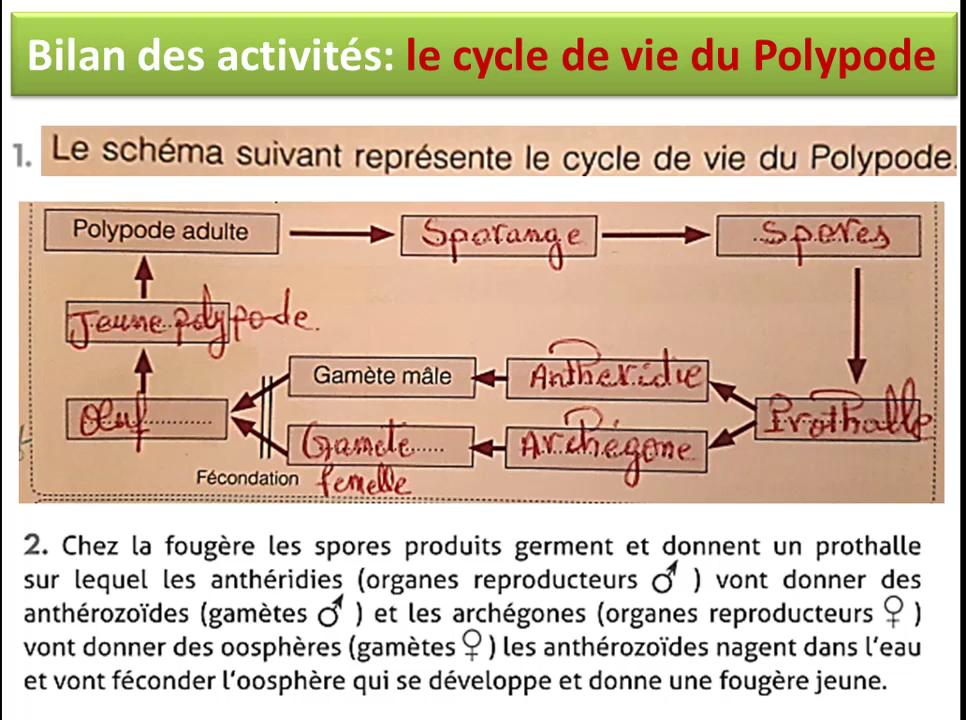 Bilan des activités: le cycle de vie du Polypode
1. Le schéma suivant représente le cycle de vie du Polypode.
Polypode adulte
Sporange
Spores
Jeune polypode.
Gamète mâle
Anthéridie
Prothalle
Œuf
Gamète
femelle
Archégone
Fécondation
2. Chez la fougère les spores produits germent et donnent un prothalle
sur lequel les anthéridies (organes reproducteurs ♂ ) vont donner des
anthérozoïdes (gamètes ♂ ) et les archégones (organes reproducteurs ♀ )
vont donner des oosphères (gamètes ♀ ) les anthérozoïdes nagent dans l'eau
et vont féconder l'oosphère qui se développe et donne une fougère jeune.